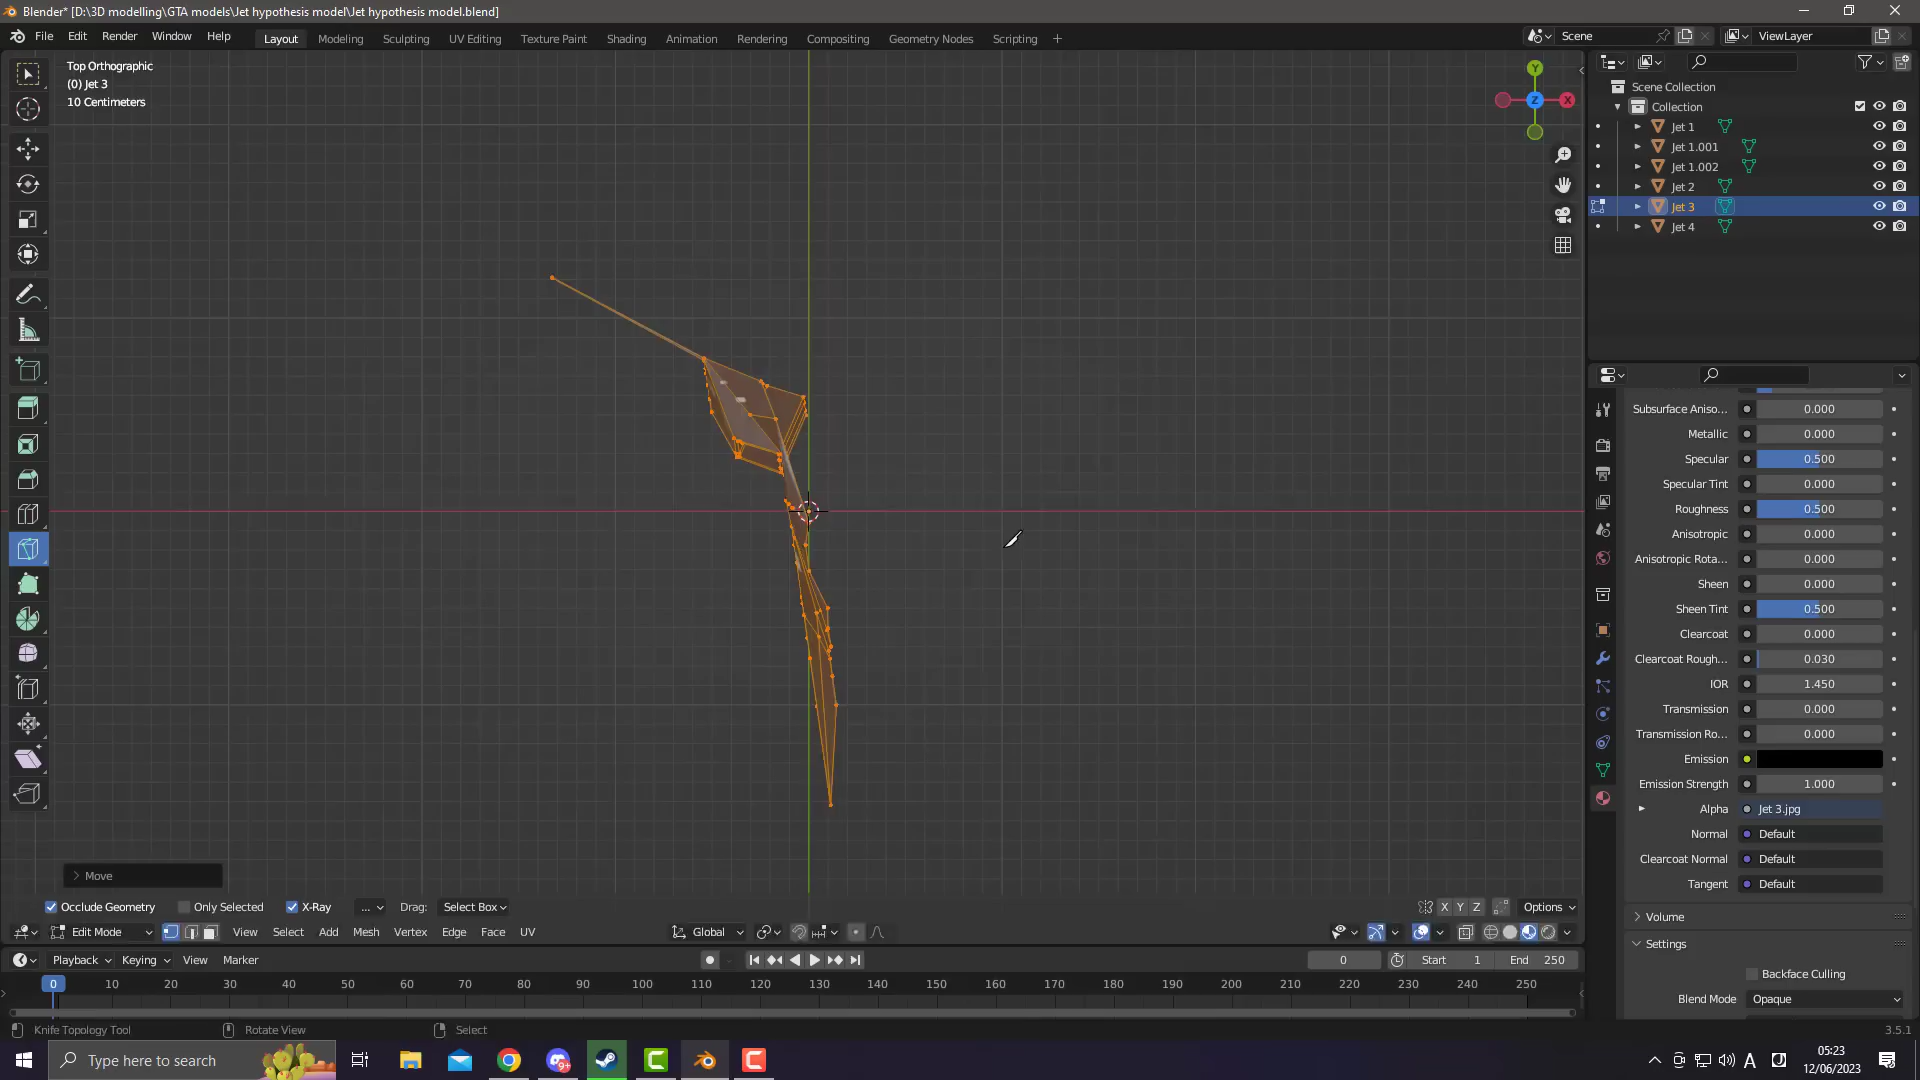 Blender* [D:\3D modelling\GTA models\Jet hypothesis model\Jet hypothesis model.blend]
File Edit Render Window Help Layout Modeling Sculpting UV Editing Texture Paint Shading Animation Rendering Compositing Geometry Nodes Scripting + Scene ViewLayer
Top Orthographic
(0) Jet 3
10 Centimeters
Y
X
Z
Scene Collection
Collection
Jet 1
Jet 1.001
Jet 1.002
Jet 2
Jet 3
Jet 4
Subsurface Aniso... 0.000
Metallic 0.000
Specular 0.500
Specular Tint 0.000
Roughness 0.500
Anisotropic 0.000
Anisotropic Rota... 0.000
Sheen 0.000
Sheen Tint 0.500
Clearcoat 0.000
Clearcoat Rough... 0.030
IOR 1.450
Transmission 0.000
Transmission Ro... 0.000
Emission
Emission Strength 1.000
Alpha Jet 3.jpg
Normal Default
Clearcoat Normal Default
Tangent Default
Volume
Settings
Backface Culling
Blend Mode Opaque
Move
Occlude Geometry Only Selected X-Ray ... Drag: Select Box X Y Z Options
Edit Mode View Select Add Mesh Vertex Edge Face UV Global
Playback Keying View Marker 0 Start 1 End 250
0 10 20 30 40 50 60 70 80 90 100 110 120 130 140 150 160 170 180 190 200 210 220 230 240 250
Knife Topology Tool Rotate View Select 3.5.1
Type here to search 9+ A 05:23
12/06/2023